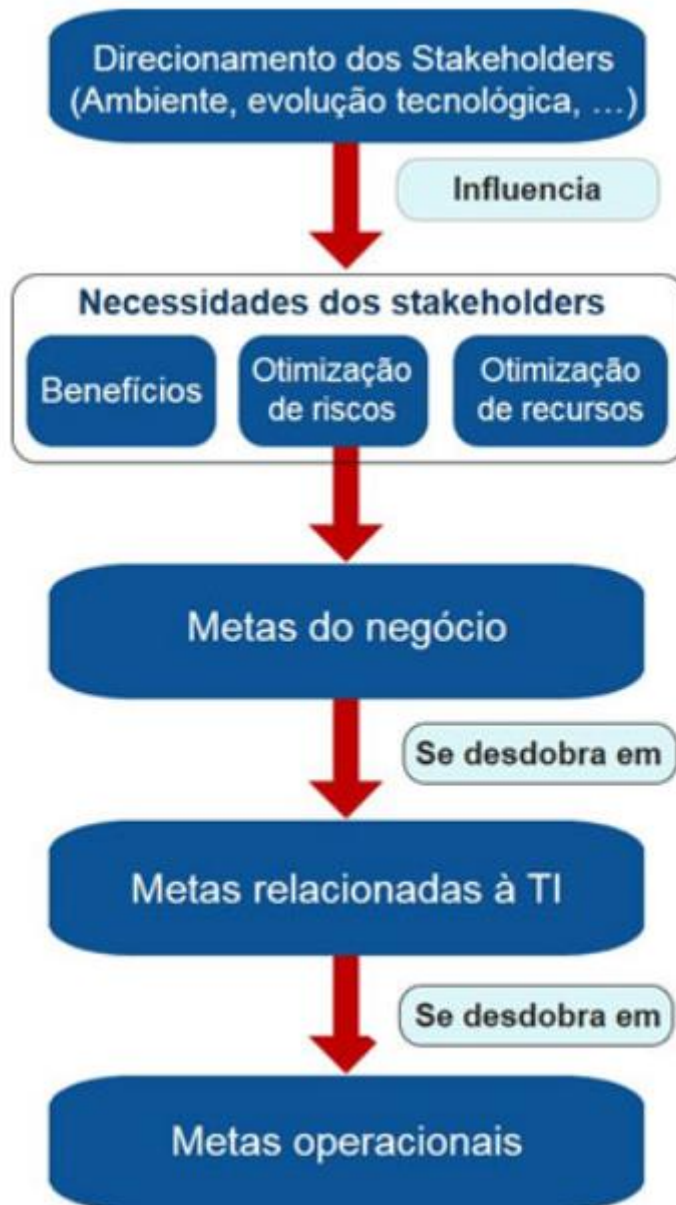 Direcionamento dos Stakeholders
(Ambiente, evolução tecnológica, ...)
Influencia
Necessidades dos stakeholders
Benefícios
Otimização
de riscos
Otimização
de recursos
Metas do negócio
Se desdobra em
Metas relacionadas à TI
Se desdobra em
Metas operacionais